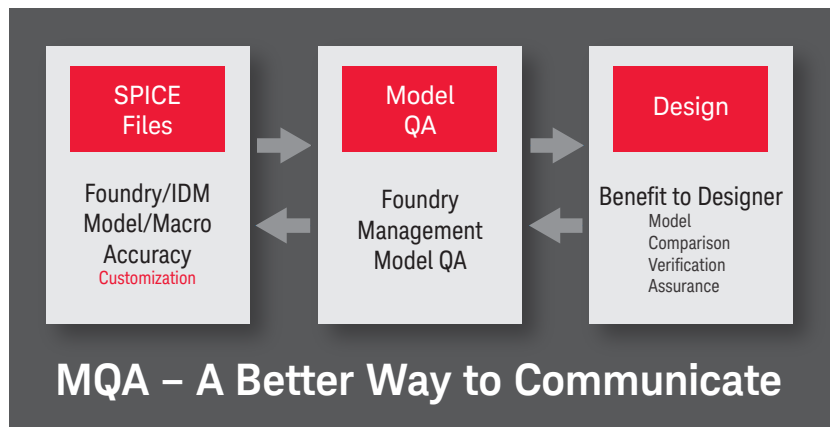 SPICE
Files
Foundry/IDM
Model/Macro
Accuracy
Customization
Model
QA
Foundry
Management
Model QA
Design
Benefit to Designer
Model
Comparison
Verification
Assurance
MQA – A Better Way to Communicate